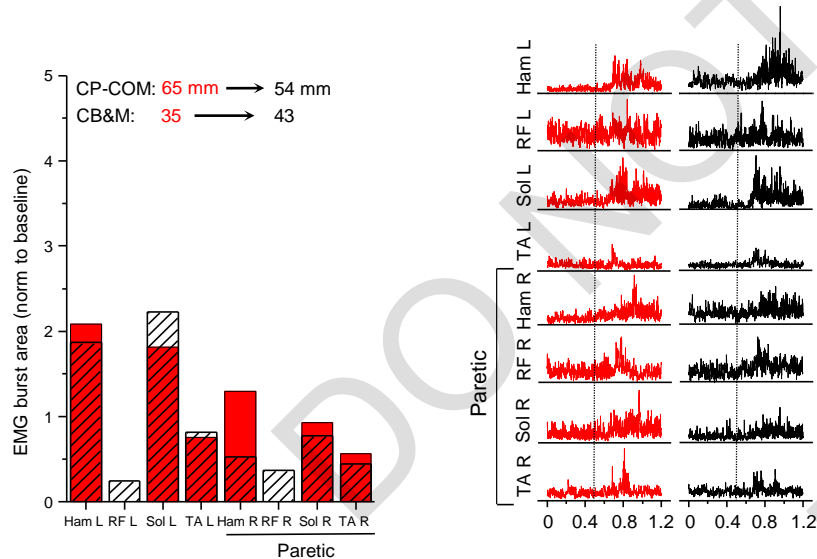 5
4
3
2
1
0
EMG burst area (norm to baseline)
CP-COM: 65 mm 54 mm
CB&M: 35 43
Ham L RF L Sol L TA L Ham R RF R Sol R TA R
Paretic
Ham L
RF L
Sol L
TA L
Ham R
RF R
Sol R
TA R
Paretic
0 0.4 0.8 1.2 0 0.4 0.8 1.2
DO NOT